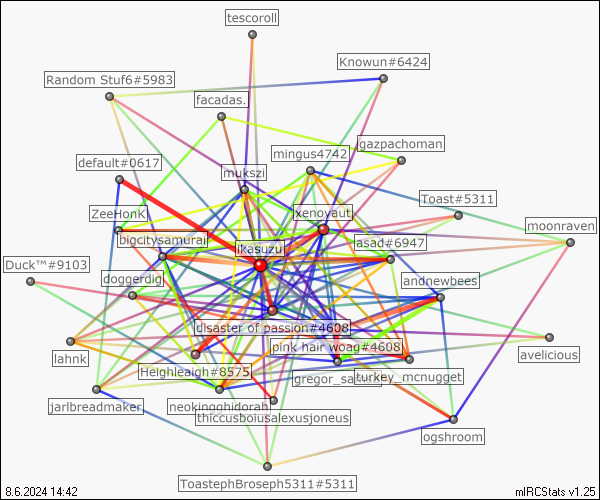 tescoroll
Knowun#6424
Random Stuf6#5983
facadas.
gazpachoman
mingus4742
default#0617
mukszi
Toast#5311
ZeeHonK
xenoyaut
moonraven
bigcitysamurai
ikasuzu
lasad#6947
Duck™#9103
doggerdig
andnewbees
disaster of passion#4608
pink hair woag#4608
lahnk
avelicious
Heighleaigh#8575
turkey_mcnugget
jarlbreadmaker
neokingghidorah
thiccusboiusalexusjoneus
ogshroom
ToastephBroseph5311#5311
8.6.2024 14:42
mIRCStats v1.25